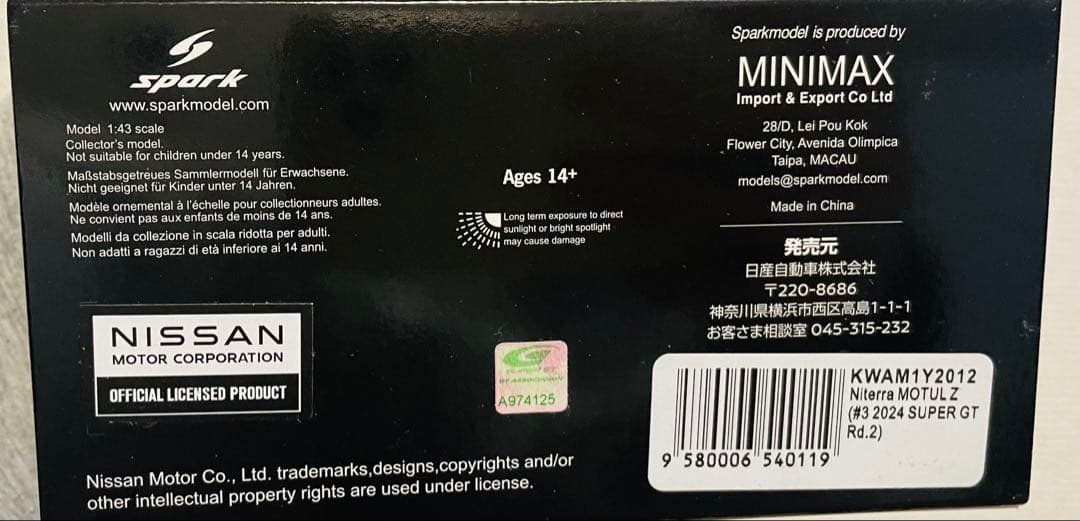 spark
www.sparkmodel.com
Model 1:43 scale
Collector's model.
Not suitable for children under 14 years.
Maßstabsgetreues Sammlermodell für Erwachsene.
Nicht geeignet für Kinder unter 14 Jahren.
Modèle ornemental à l'échelle pour collectionneurs adultes.
Ne convient pas aux enfants de moins de 14 ans.
Modelli da collezione in scala ridotta per adulti.
Non adatti a ragazzi di età inferiore ai 14 anni.
NISSAN
MOTOR CORPORATION
OFFICIAL LICENSED PRODUCT
Nissan Motor Co., Ltd. trademarks,designs,copyrights and/or
other intellectual property rights are used under license.
Ages 14+
Long term exposure to direct
sunlight or bright spotlight
may cause damage
A974125
Sparkmodel is produced by
MINIMAX
Import & Export Co Ltd
28/D, Lei Pou Kok
Flower City, Avenida Olimpica
Taipa, MACAU
models@sparkmodel.com
Made in China
発売元
日産自動車株式会社
〒220-8686
神奈川県横浜市西区高島1-1-1
お客さま相談室 045-315-232
KWAM1Y2012
Niterra MOTUL Z
(#3 2024 SUPER GT
Rd.2)
9 580006 540119